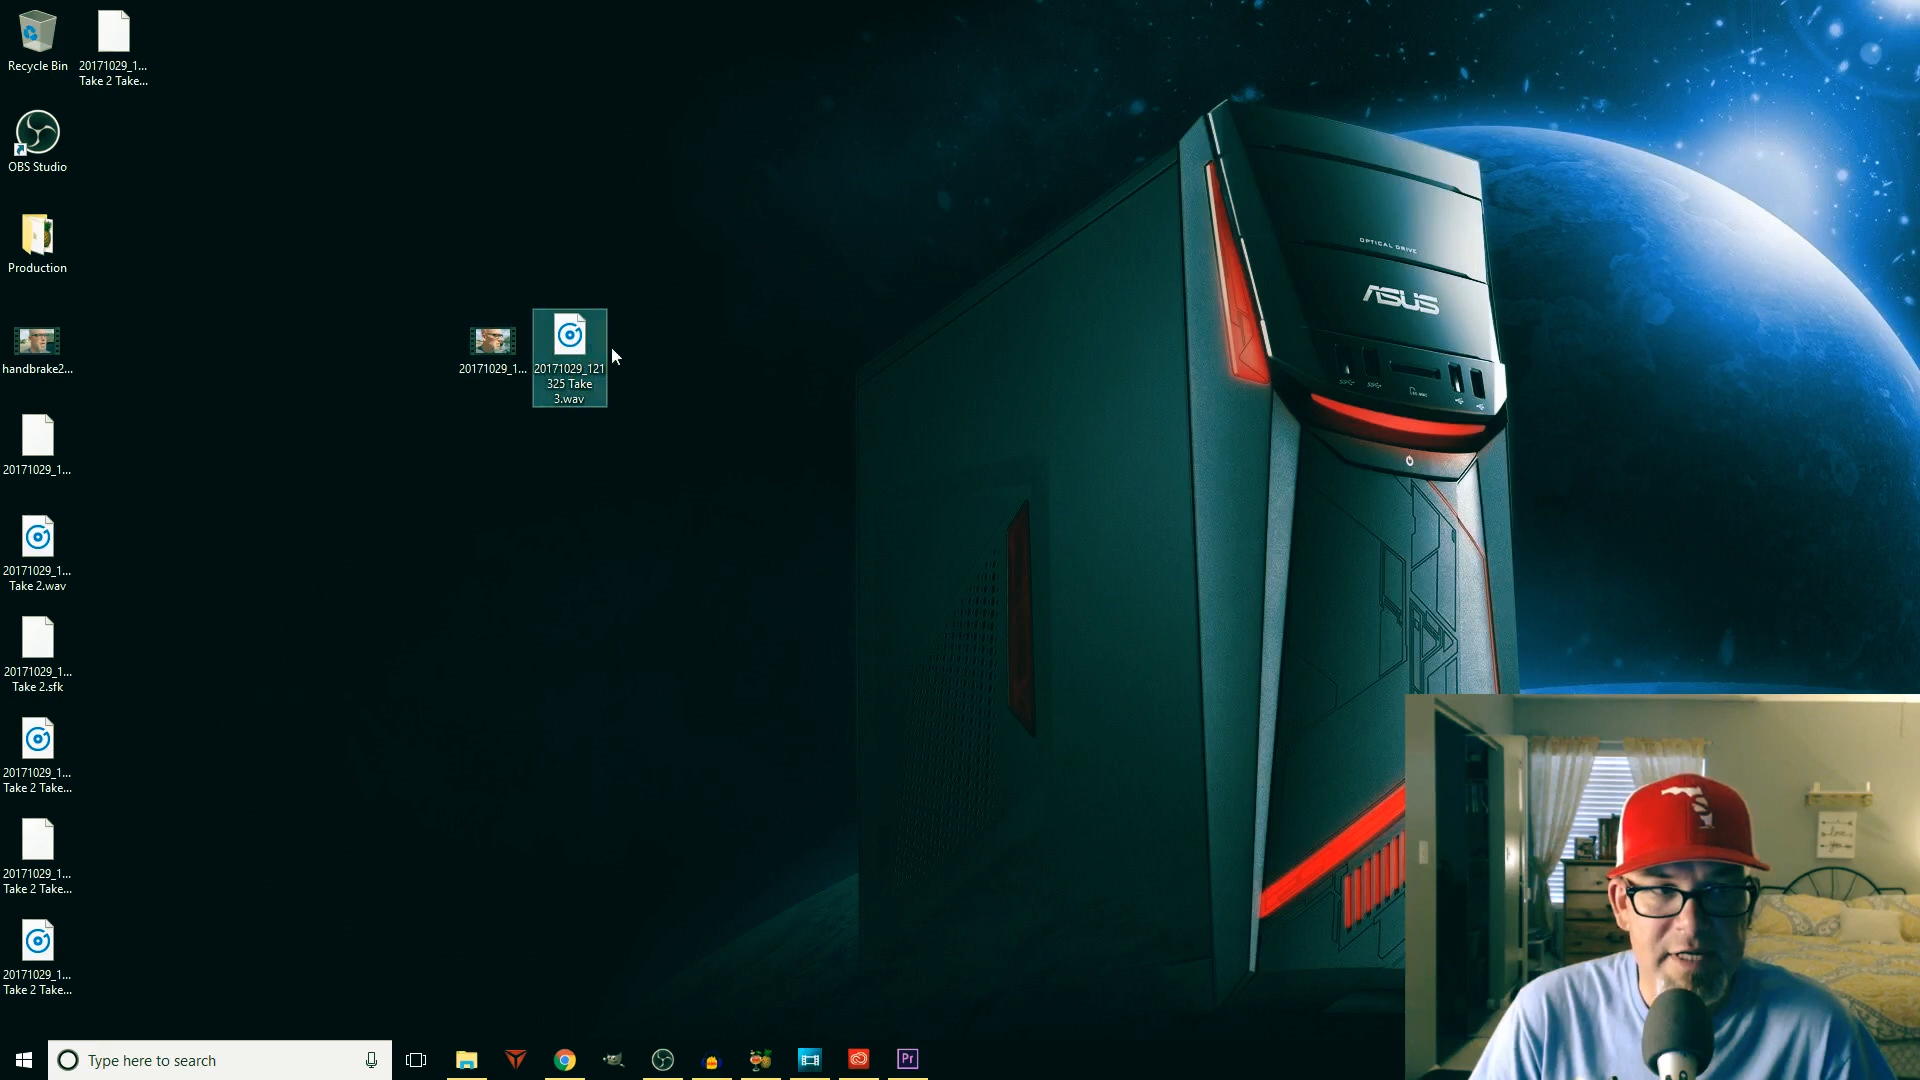 Recycle Bin
20171029_1...
Take 2 Take...
OBS Studio
Production
handbrake2...
20171029_1...
20171029_121
325 Take
3.wav
20171029_1...
20171029_1...
Take 2.wav
20171029_1...
Take 2.sfk
20171029_1...
Take 2 Take...
20171029_1...
Take 2 Take...
20171029_1...
Take 2 Take...
OPTICAL DRIVE
ASUS
Type here to search
Pr